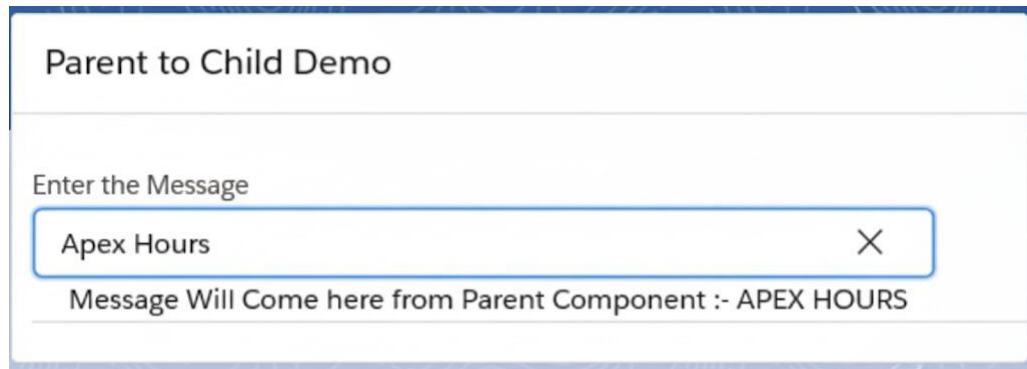 Parent to Child Demo
Enter the Message
Apex Hours
Message Will Come here from Parent Component :- APEX HOURS